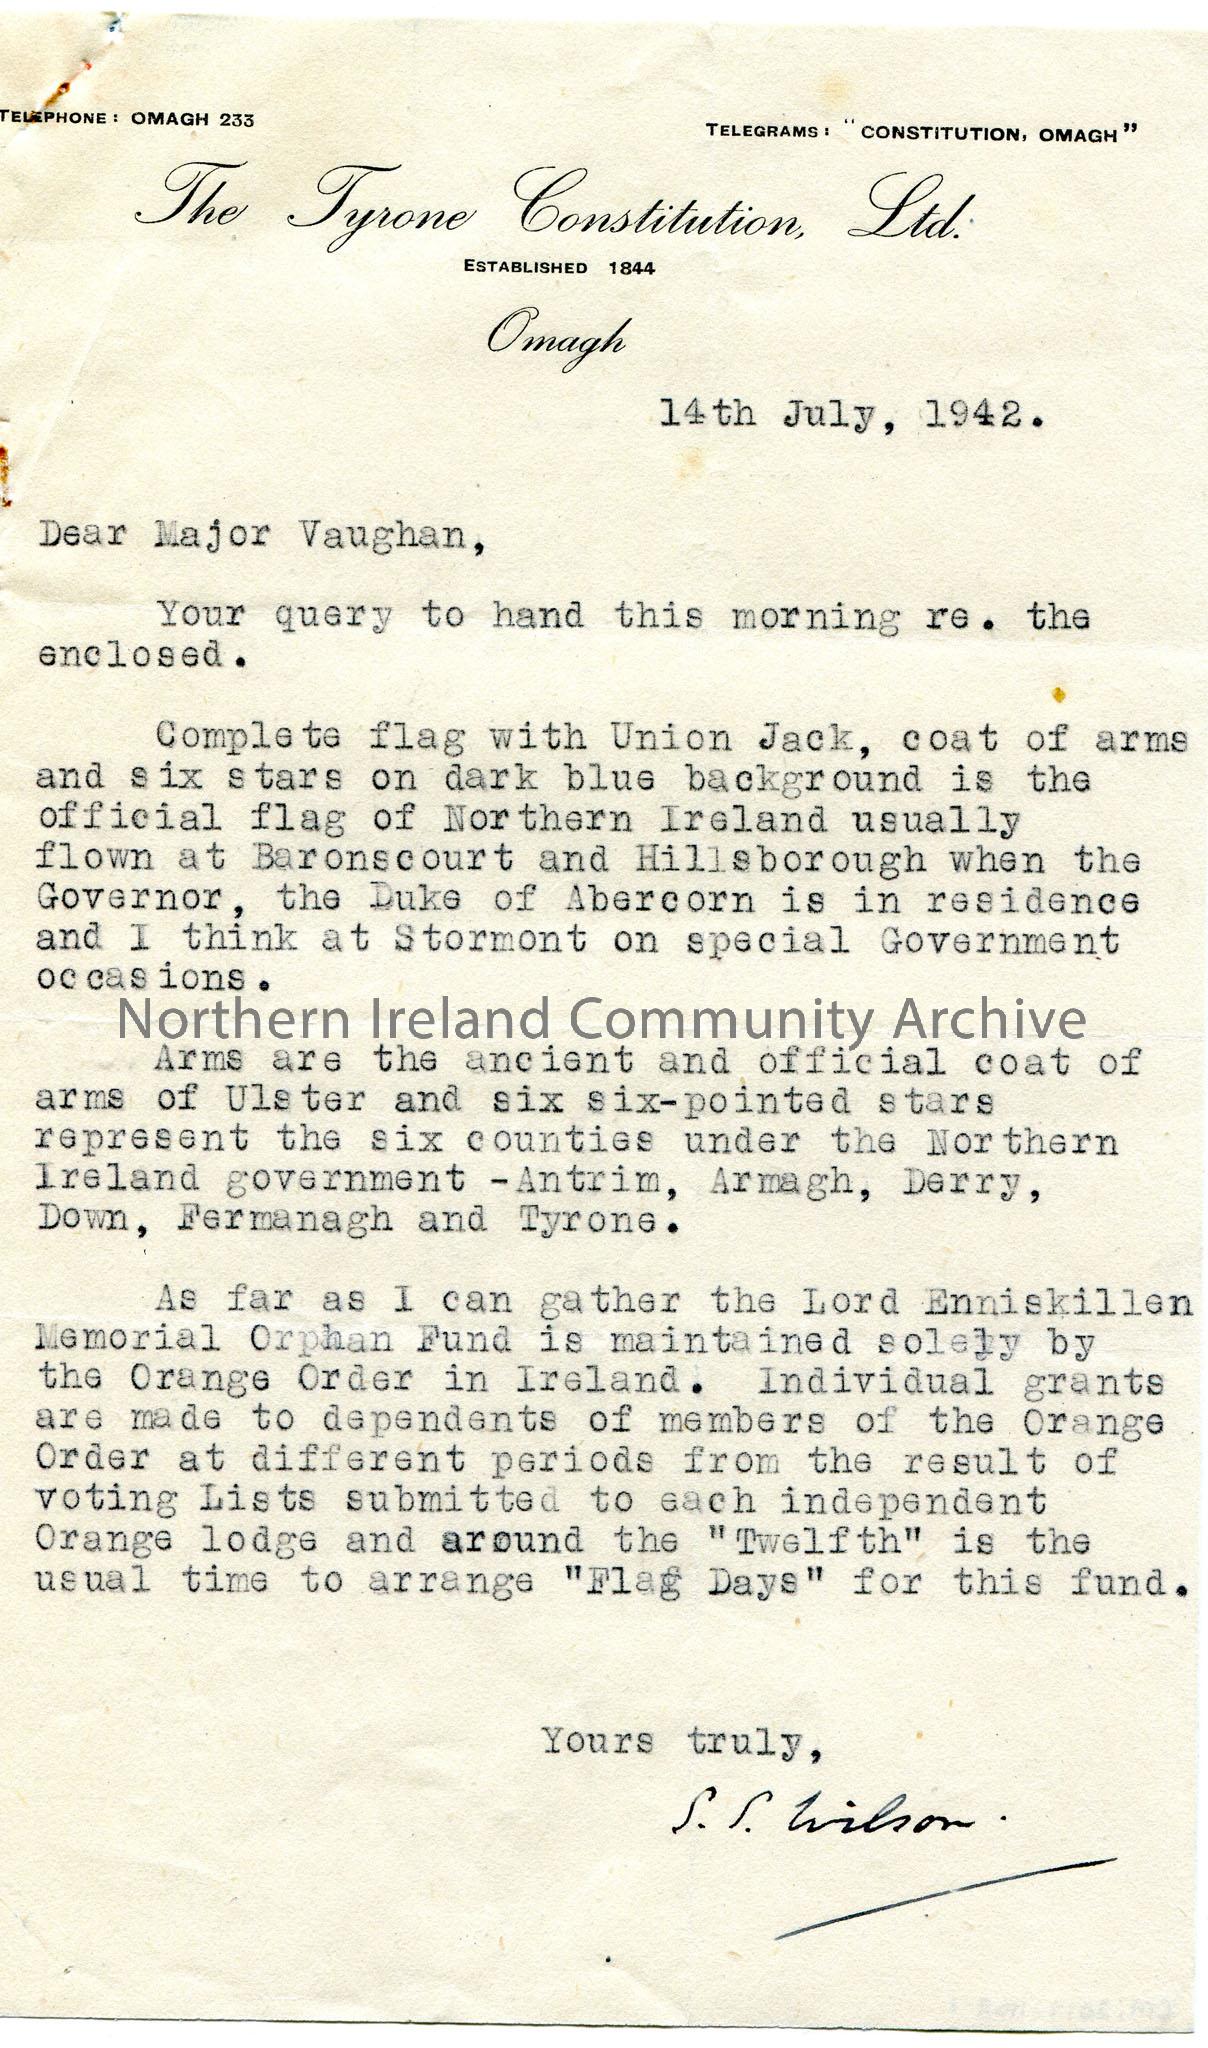 TELEPHONE: OMAGH 233
TELEGRAMS: "CONSTITUTION, OMAGH"
The Tyrone Constitution, Ltd.
ESTABLISHED 1844
Omagh
14th July, 1942.
Dear Major Vaughan,
Your query to hand this morning re. the
enclosed.
Complete flag with Union Jack, coat of arms
and six stars on dark blue background is the
official flag of Northern Ireland usually
flown at Baronscourt and Hillsborough when the
Governor, the Duke of Abercorn is in residence
and I think at Stormont on special Government
occasions.
Northern Ireland Community Archive
Arms are the ancient and official coat of
arms of Ulster and six six-pointed stars
represent the six counties under the Northern
Ireland government -Antrim, Armagh, Derry,
Down, Fermanagh and Tyrone.
As far as I can gather the Lord Enniskillen
Memorial Orphan Fund is maintained solely by
the Orange Order in Ireland. Individual grants
are made to dependents of members of the Orange
Order at different periods from the result of
voting Lists submitted to each independent
Orange lodge and around the "Twelfth" is the
usual time to arrange "Flag Days" for this fund.
Yours truly,
S. S. Wilson.